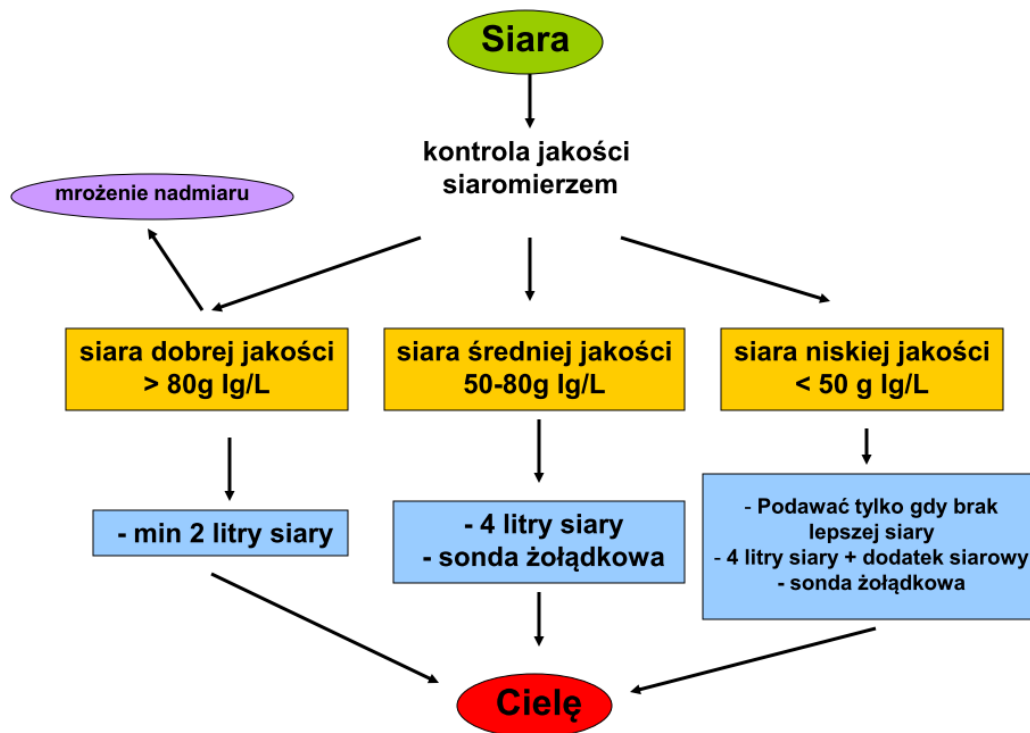 Siara
kontrola jakości
siaromierzem
mrożenie nadmiaru
siara dobrej jakości
> 80g Ig/L
siara średniej jakości
50-80g Ig/L
siara niskiej jakości
< 50 g Ig/L
- min 2 litry siary
- 4 litry siary
- sonda żołądkowa
- Podawać tylko gdy brak
lepszej siary
- 4 litry siary + dodatek siarowy
- sonda żołądkowa
Cielę